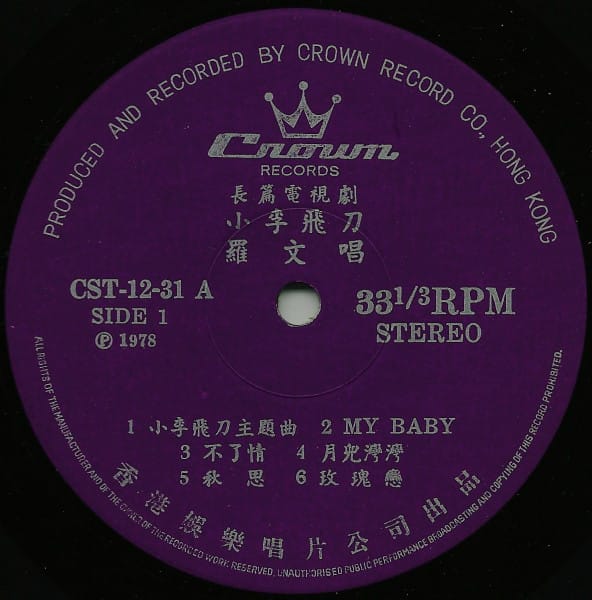 PRODUCED AND RECORDED BY CROWN RECORD CO., HONG KONG
Crown
RECORDS
長篇電視劇
小李飛刀
羅文唱
CST-12-31 A
SIDE 1
Ⓟ 1978
33 1/3 RPM
STEREO
1 小李飛刀主題曲 2 MY BABY
3 不了情 4 月兒灣灣
5 秋思 6 玫瑰戀
香港娛樂唱片公司出品
ALL RIGHTS OF THE MANUFACTURER AND OF THE OWNER OF THE RECORDED WORK RESERVED, UNAUTHORISED PUBLIC PERFORMANCE BROADCASTING AND COPYING OF THIS RECORD PROHIBITED.